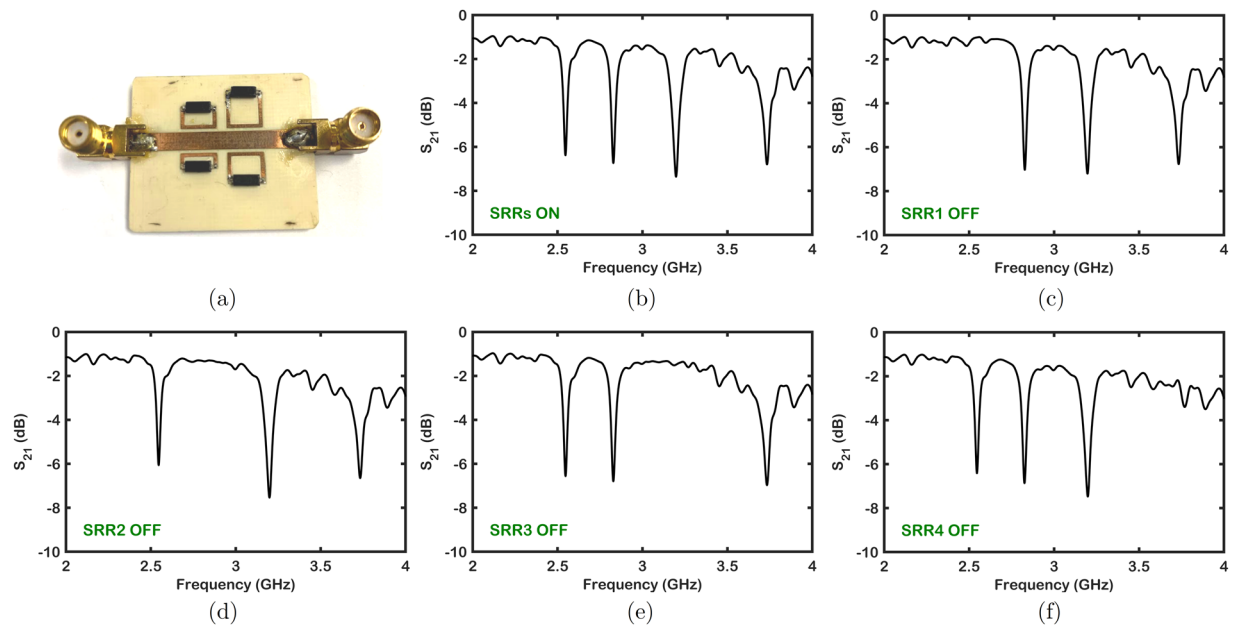 0
-2
-4
-6
-8
-10
S21 (dB)
SRRs ON
2 2.5 3 3.5 4
Frequency (GHz)
0
-2
-4
-6
-8
-10
S21 (dB)
SRR1 OFF
2 2.5 3 3.5 4
Frequency (GHz)
(a)
(b)
(c)
0
-2
-4
-6
-8
-10
S21 (dB)
SRR2 OFF
2 2.5 3 3.5 4
Frequency (GHz)
0
-2
-4
-6
-8
-10
S21 (dB)
SRR3 OFF
2 2.5 3 3.5 4
Frequency (GHz)
0
-2
-4
-6
-8
-10
S21 (dB)
SRR4 OFF
2 2.5 3 3.5 4
Frequency (GHz)
(d)
(e)
(f)